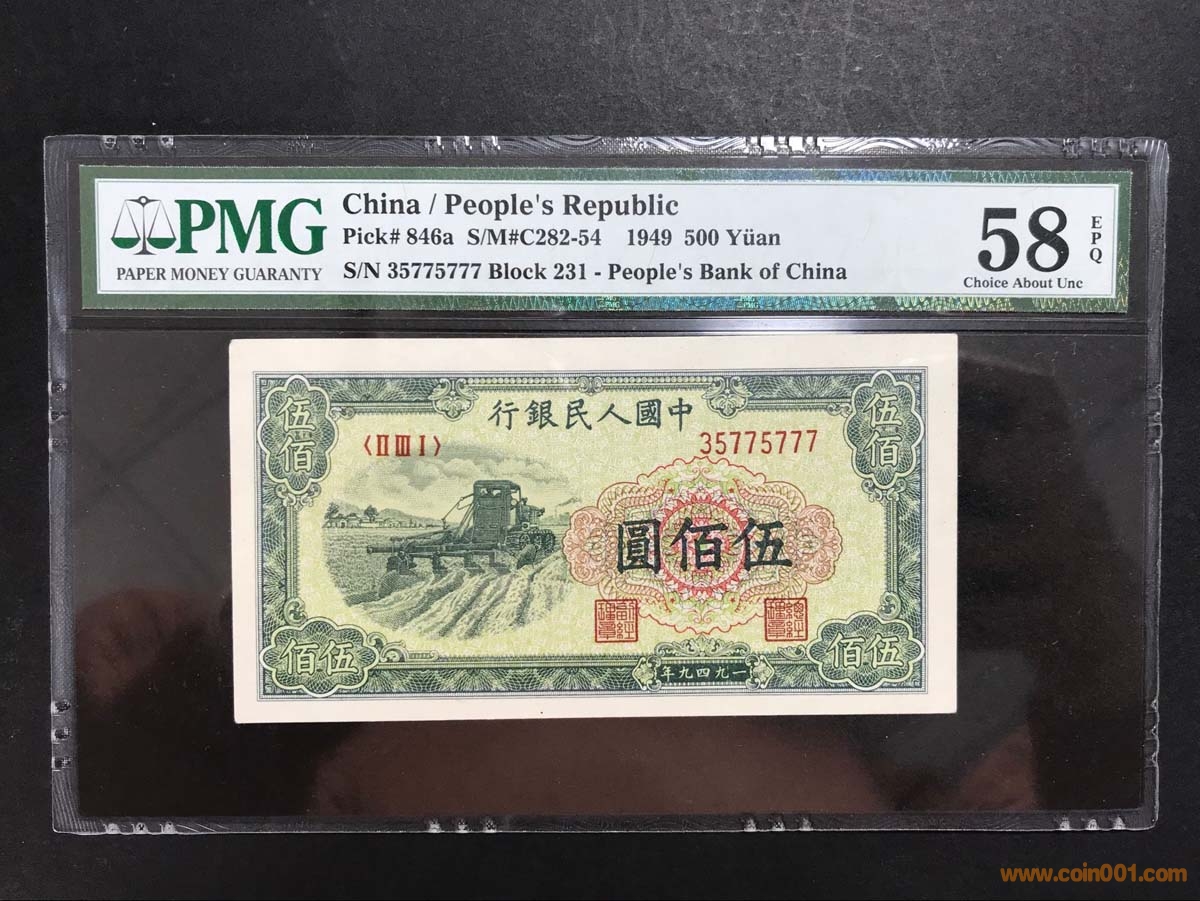 PMG
PAPER MONEY GUARANTY
China / People's Republic
Pick# 846a S/M#C282-54 1949 500 Yüan
S/N 35775777 Block 231 - People's Bank of China
58
EPQ
Choice About Unc
行銀民人國中
〈II III I〉
35775777
伍佰
伍佰
圓佰伍
佰伍
佰伍
年九四九一
www.coin001.com